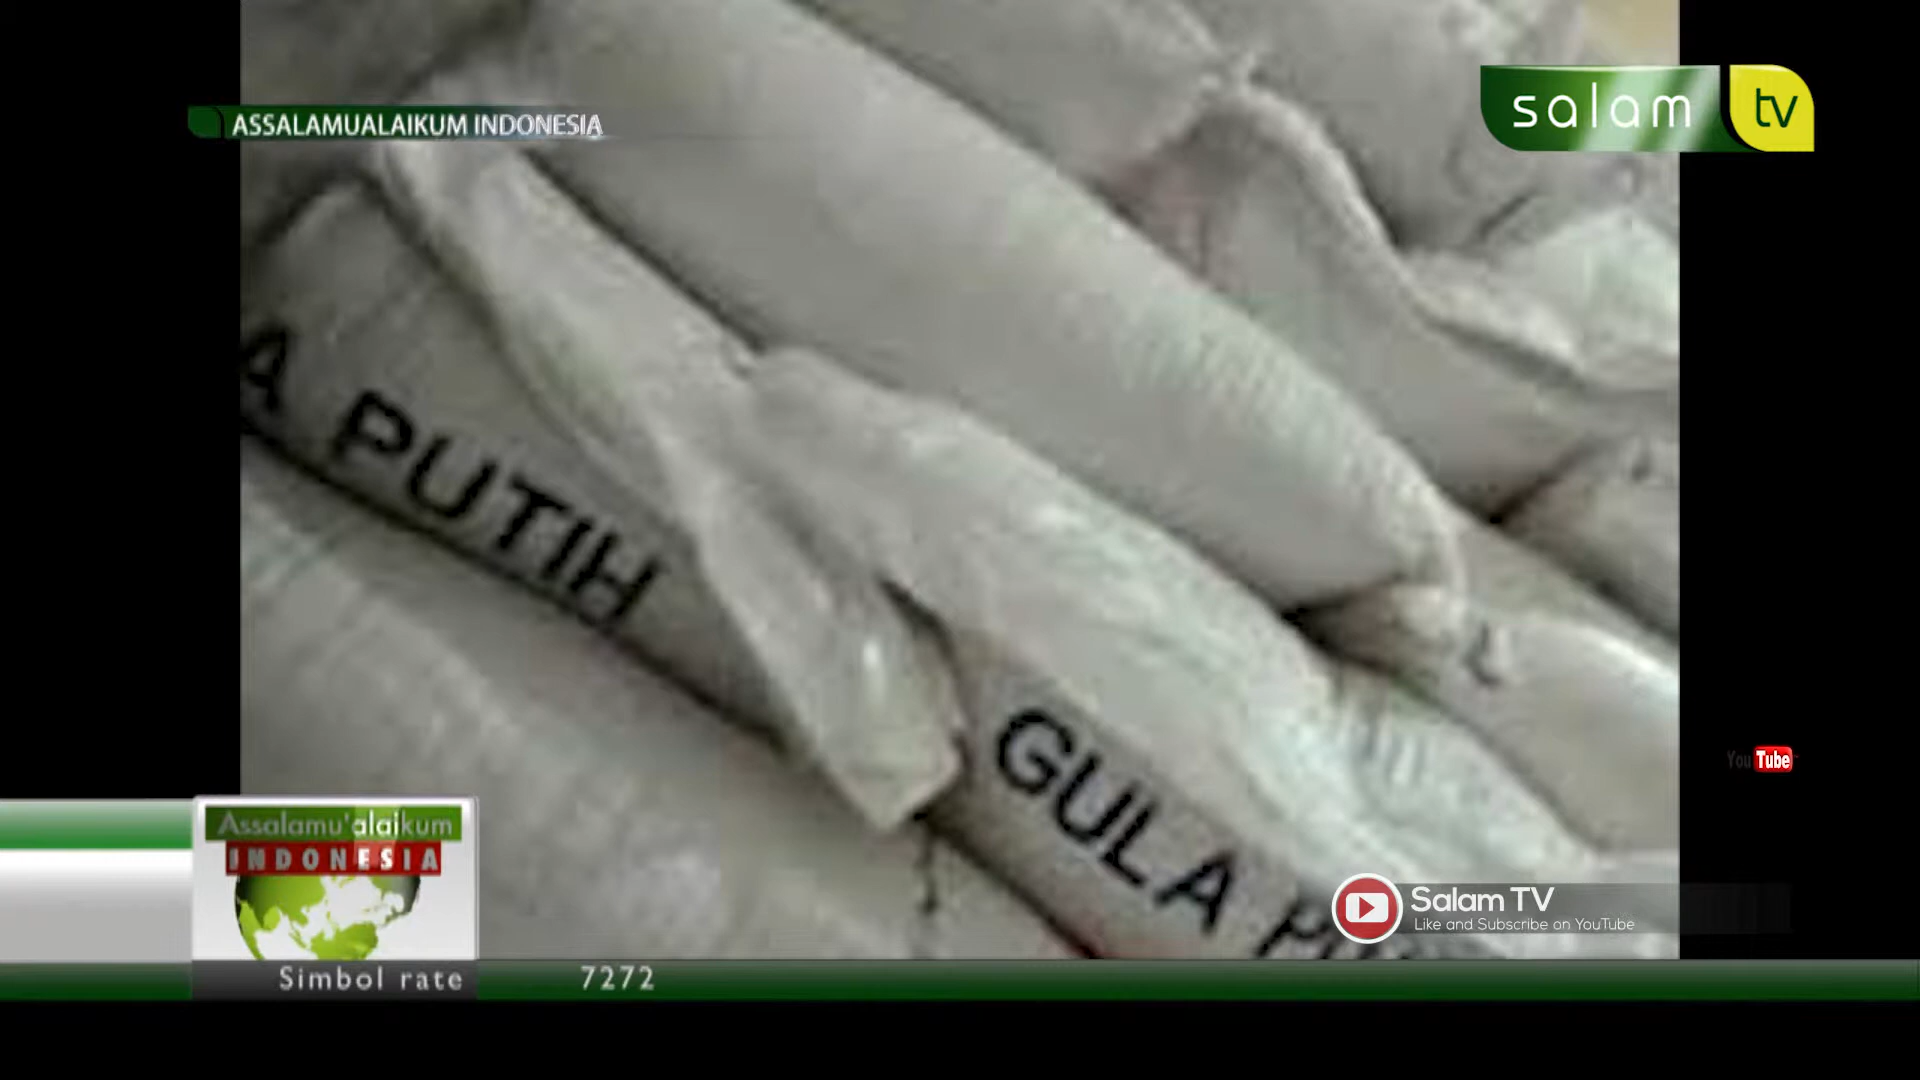 ASSALAMUALAIKUM INDONESIA
salam tv
A PUTIH
GULA
YouTube
Assalamu'alaikum
INDONESIA
Salam TV
Like and Subscribe on YouTube
Simbol rate 7272